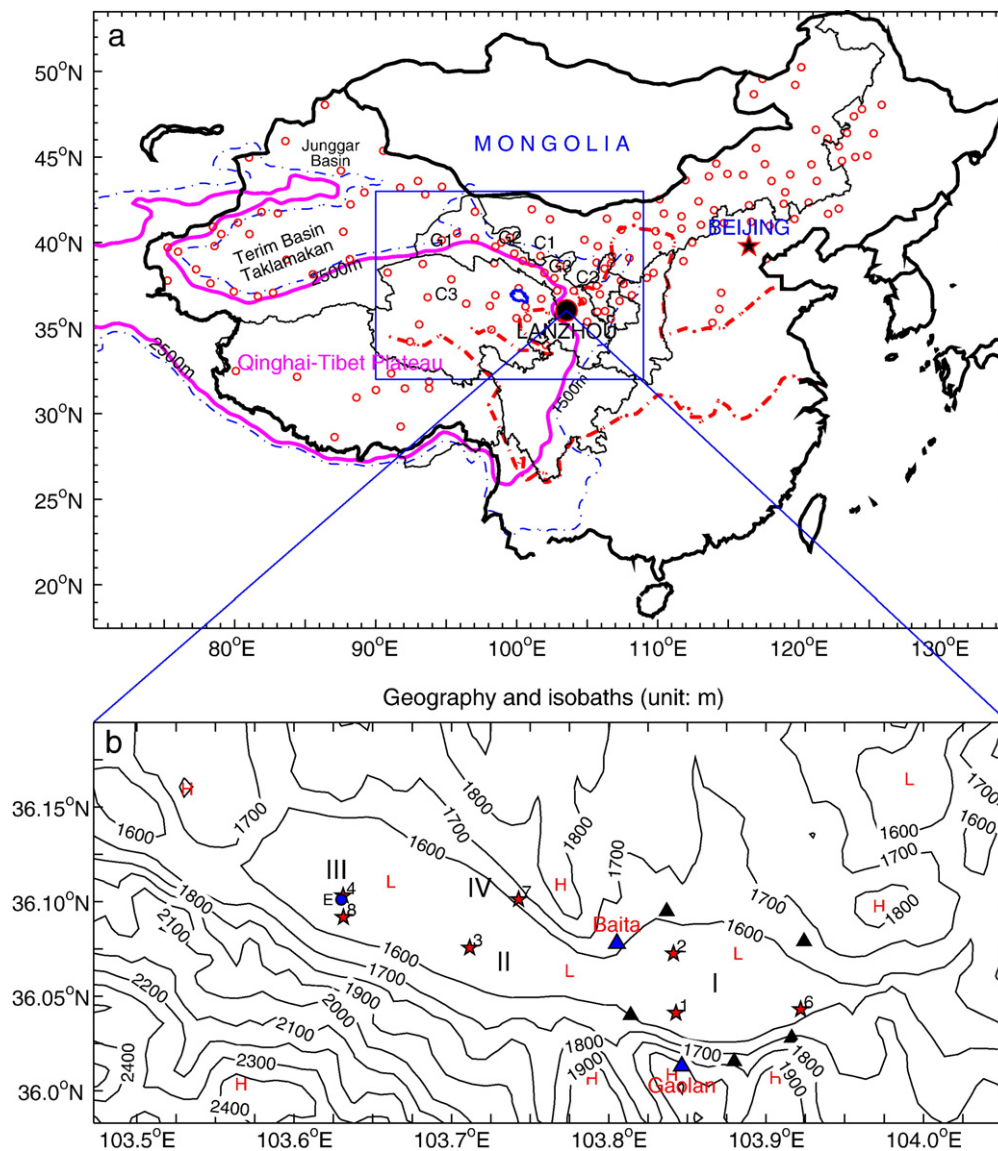 a
50°N
45°N
40°N
35°N
30°N
25°N
20°N
MONGOLIA
Junggar
Basin
BEIJING
Terim Basin
Taklamakan
2500m
G1
G2
C1
G3
C2
C3
LANZHOU
2500m
Qinghai-Tibet Plateau
1500m
80°E
90°E
100°E
110°E
120°E
130°E
Geography and isobaths (unit: m)
b
36.15°N
36.10°N
36.05°N
36.0°N
H
1600
1700
1800
1700
1800
1700
L
1700
1600
1600
III
4
E
8
L
IV
7
H
1700
H
1800
1800
2100
Baita
1600
3
II
L
2
L
1700
1600
1700
I
1900
2200
2000
1
6
2100
1800
1700
1800
2400
2300
1900
H
H
H
1900
H
Gaolan
2400
103.5°E
103.6°E
103.7°E
103.8°E
103.9°E
104.0°E